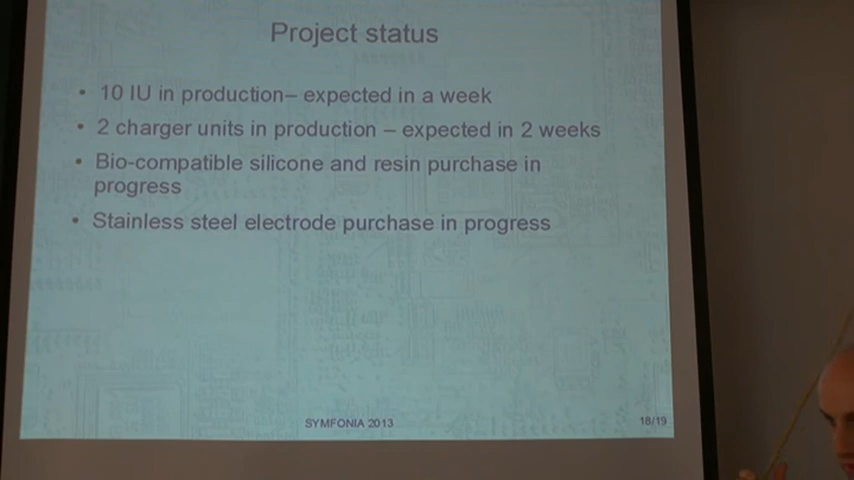 Project status
• 10 IU in production– expected in a week
• 2 charger units in production – expected in 2 weeks
• Bio-compatible silicone and resin purchase in
progress
• Stainless steel electrode purchase in progress
SYMFONIA 2013
18/19